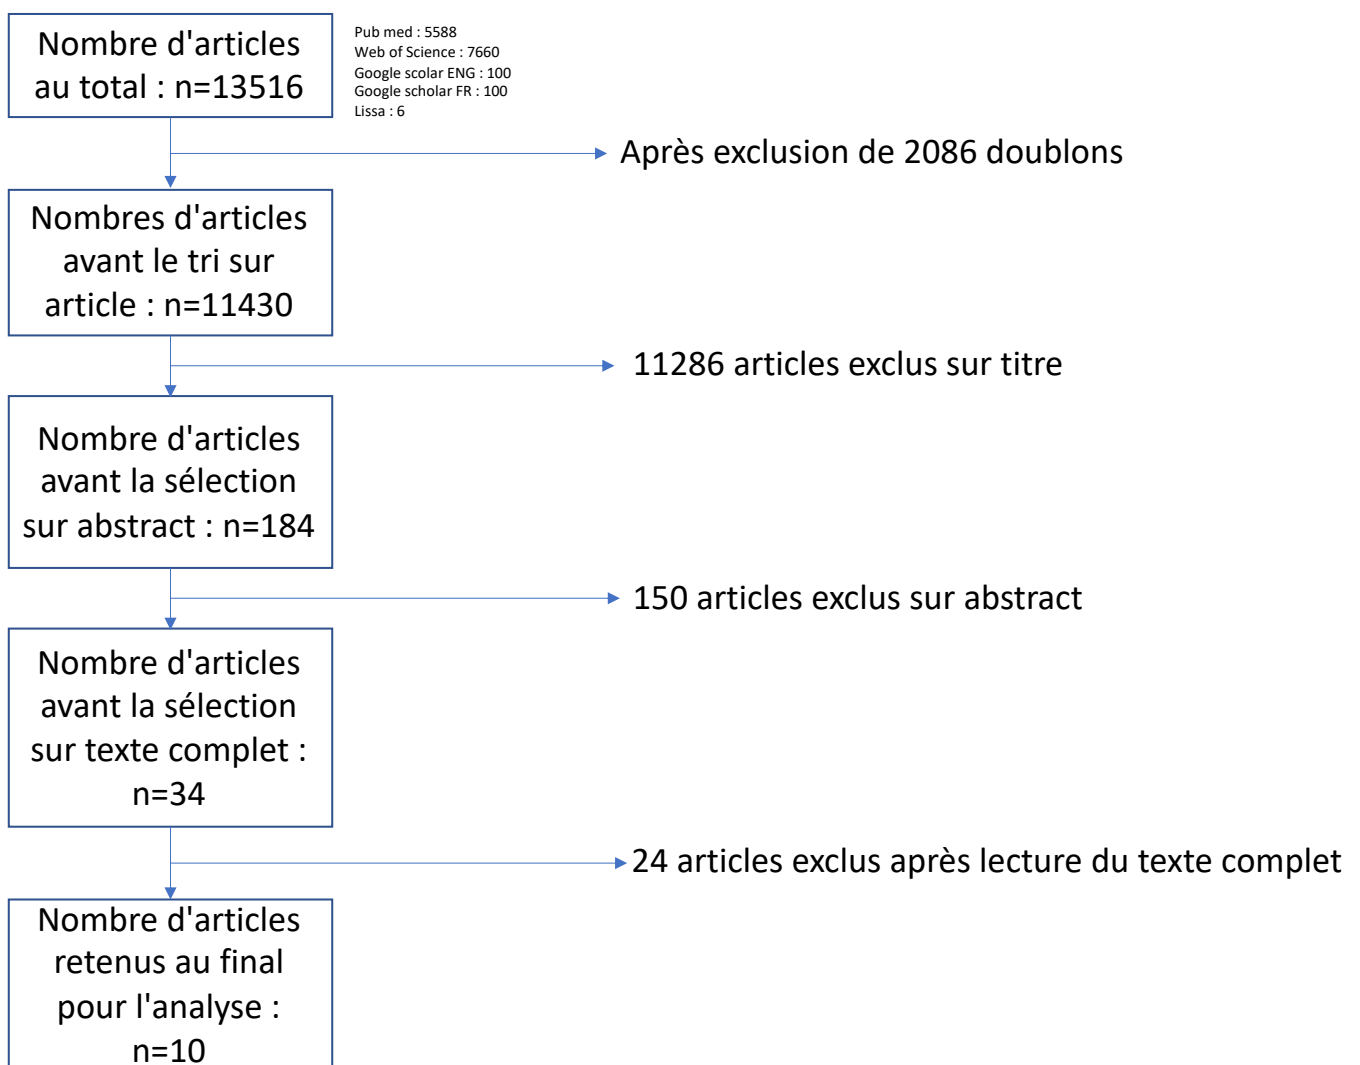 Nombre d'articles
au total : n=13516
Pub med : 5588
Web of Science : 7660
Google scolar ENG : 100
Google scholar FR : 100
Lissa : 6
Après exclusion de 2086 doublons
Nombres d'articles
avant le tri sur
article : n=11430
11286 articles exclus sur titre
Nombre d'articles
avant la sélection
sur abstract : n=184
150 articles exclus sur abstract
Nombre d'articles
avant la sélection
sur texte complet :
n=34
24 articles exclus après lecture du texte complet
Nombre d'articles
retenus au final
pour l'analyse :
n=10